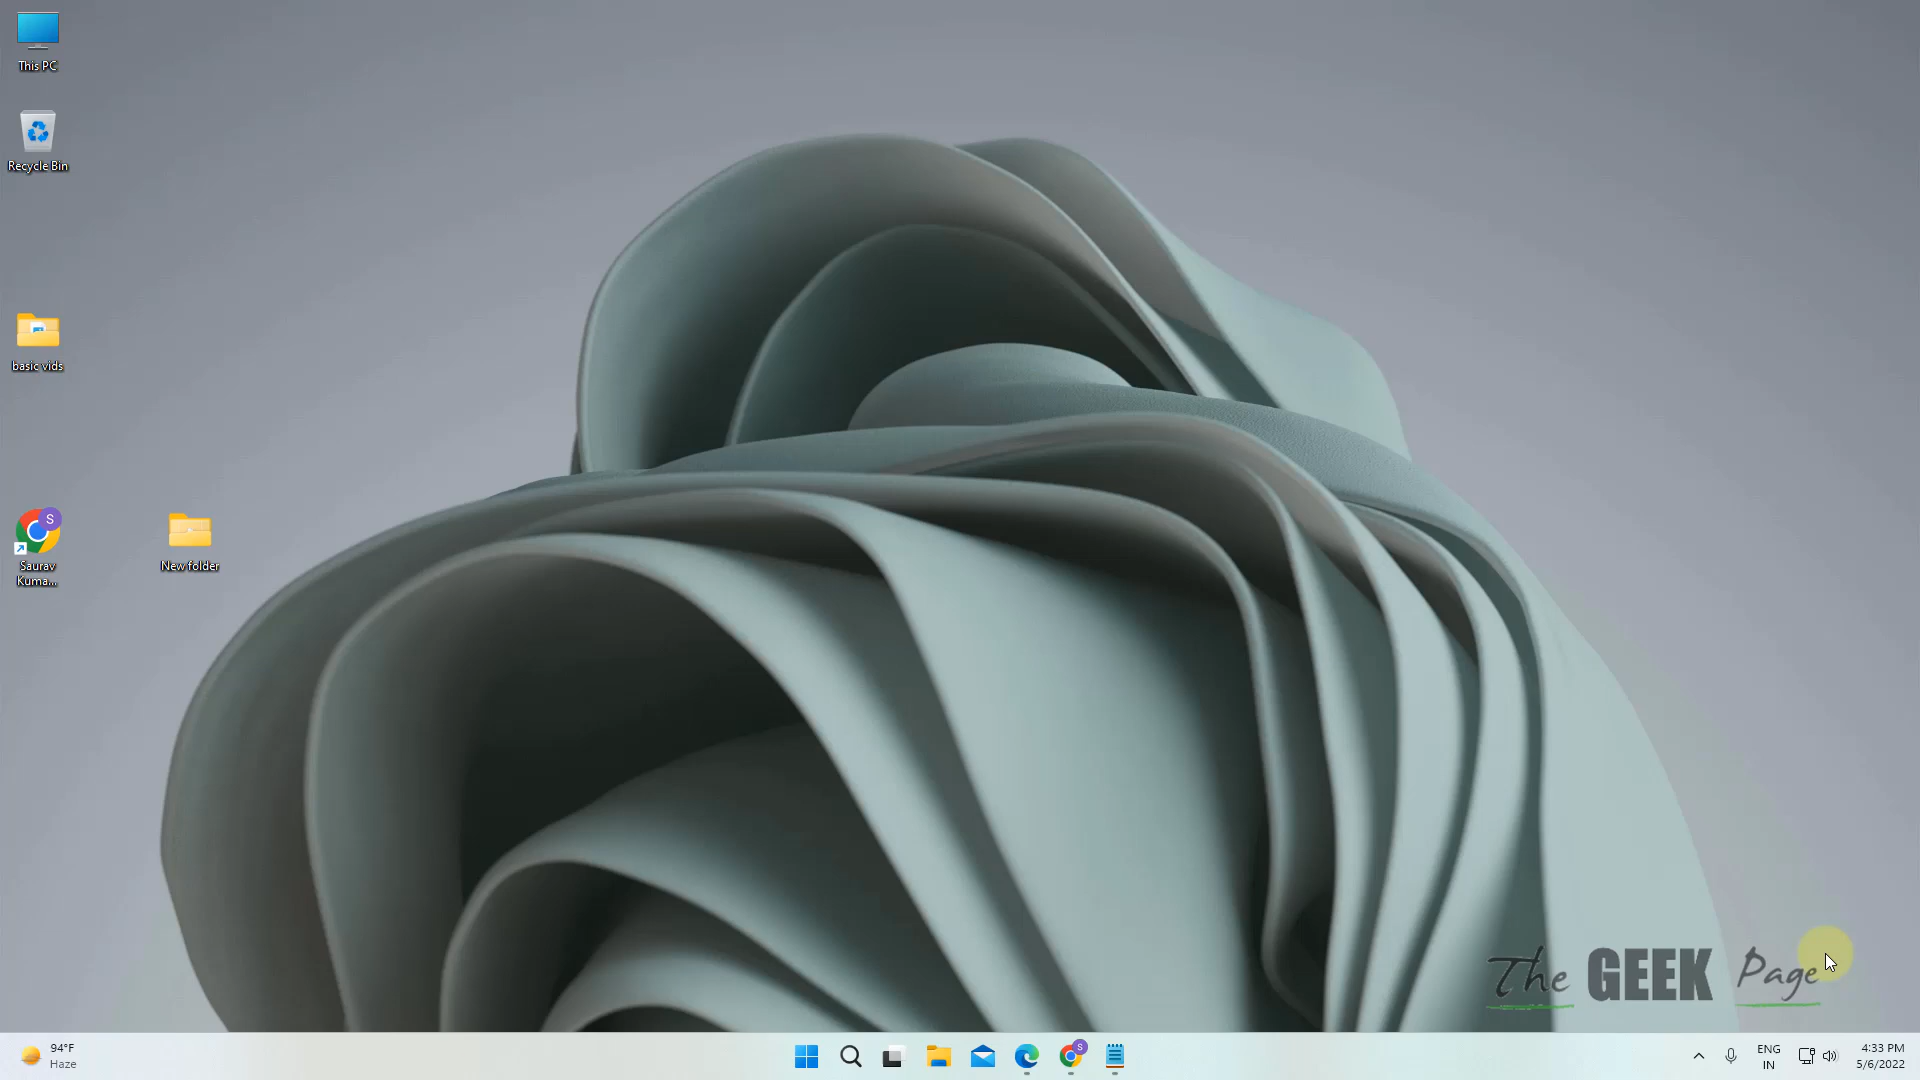 This PC
Recycle Bin
basic vids
S
Saurav
Kuma...
New folder
The GEEK Page
94°F
Haze
S
ENG
IN
4:33 PM
5/6/2022